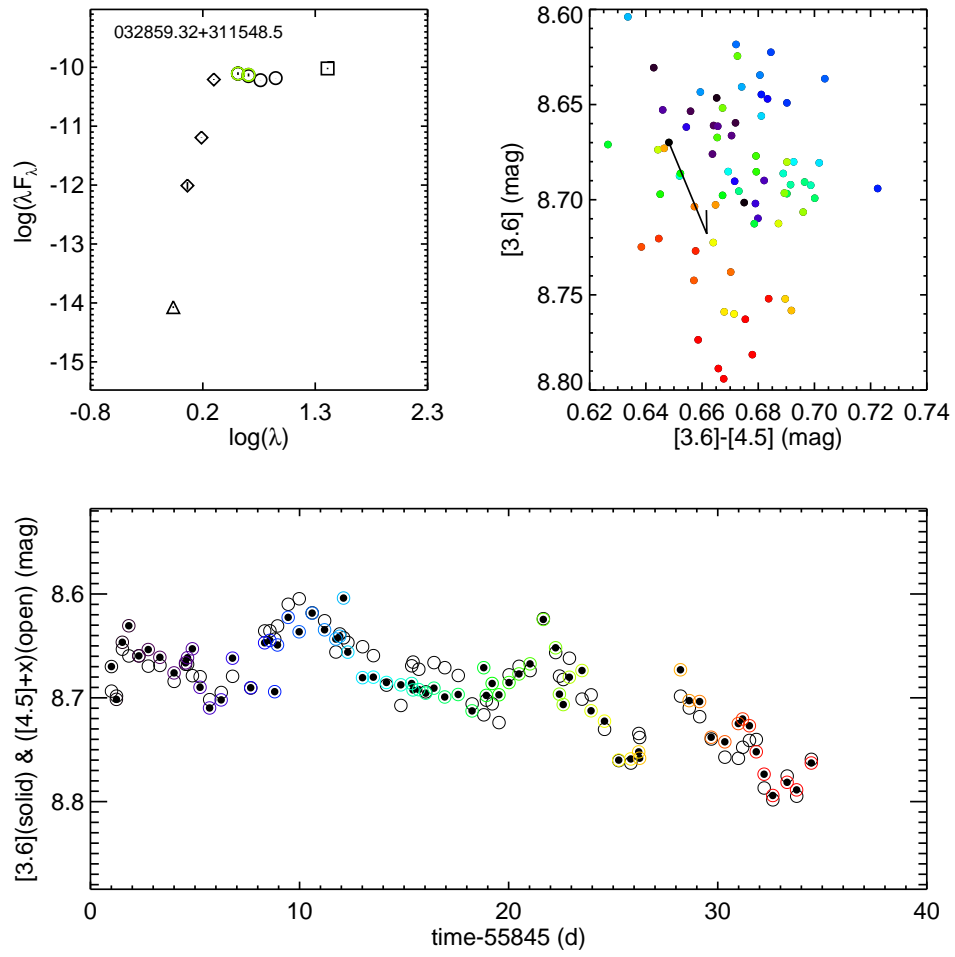 032859.32+311548.5
-10
-11
-12
-13
-14
-15
log(λFλ)
-0.8 0.2 1.3 2.3
log(λ)
8.60
8.65
8.70
8.75
8.80
[3.6] (mag)
0.62 0.64 0.66 0.68 0.70 0.72 0.74
[3.6]-[4.5] (mag)
8.6
8.7
8.8
[3.6](solid) & ([4.5]+x)(open) (mag)
0 10 20 30 40
time-55845 (d)